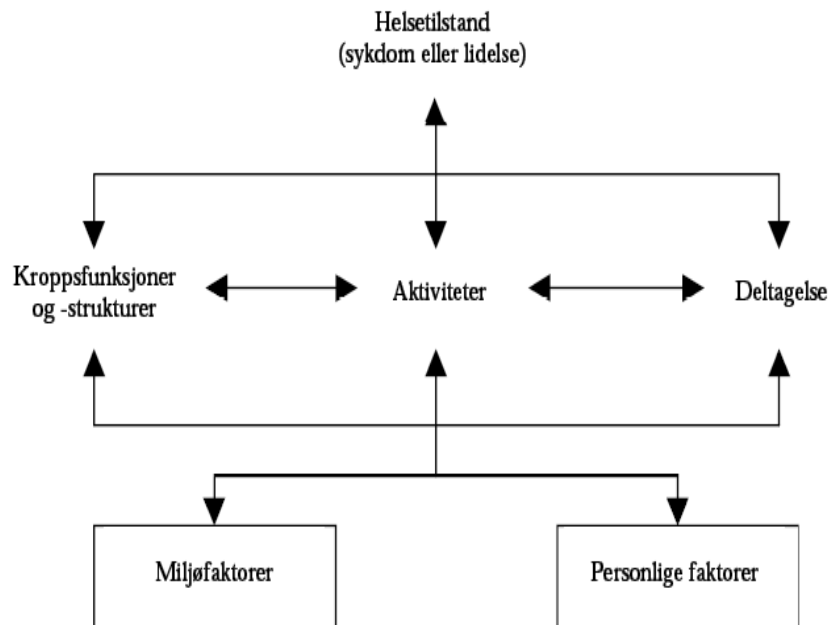 Helsetilstand
(sykdom eller lidelse)
Kroppsfunksjoner
og -strukturer
Aktiviteter
Deltagelse
Miljøfaktorer
Personlige faktorer